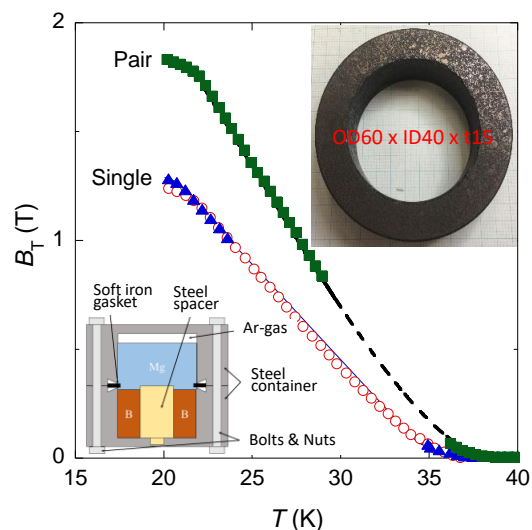 2
1
0
B_T (T)
Pair
Single
OD60 x ID40 x t15
Soft iron
gasket
Steel
spacer
Ar-gas
Mg
Steel
container
B
B
Bolts & Nuts
15
20
25
30
35
40
T (K)